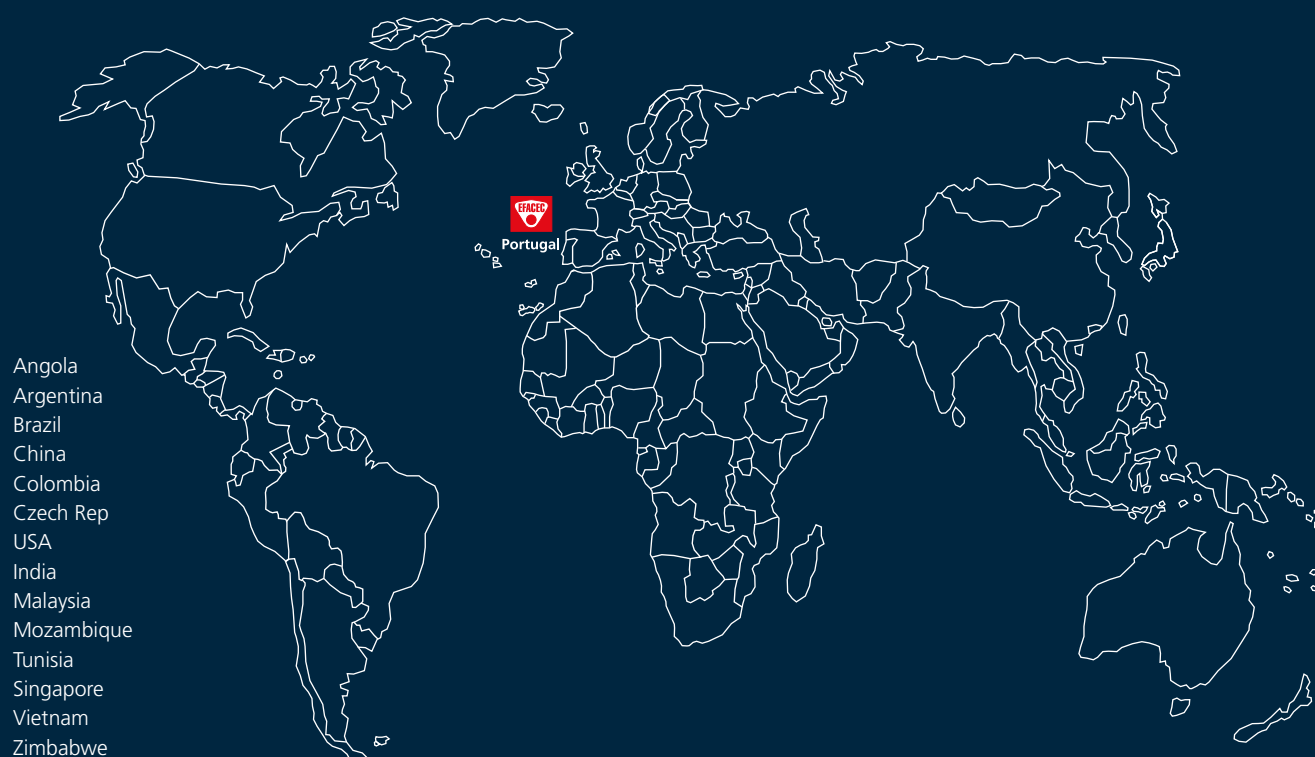 EFACEC
Portugal
Angola
Argentina
Brazil
China
Colombia
Czech Rep
USA
India
Malaysia
Mozambique
Tunisia
Singapore
Vietnam
Zimbabwe